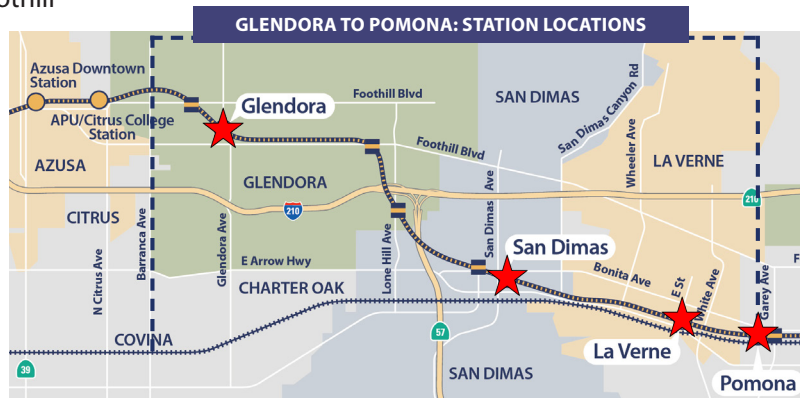 GLENDORA TO POMONA: STATION LOCATIONS
Azusa Downtown
Station
APU/Citrus College
Station
Glendora
Foothill Blvd
SAN DIMAS
San Dimas Canyon Rd
Foothill Blvd
Wheeler Ave
LA VERNE
AZUSA
GLENDORA
210
210
CITRUS
N Citrus Ave
Barranca Ave
Glendora Ave
E Arrow Hwy
Lone Hill Ave
San Dimas Ave
San Dimas
Bonita Ave
E St
White Ave
Garey Ave
CHARTER OAK
COVINA
57
39
La Verne
SAN DIMAS
Pomona